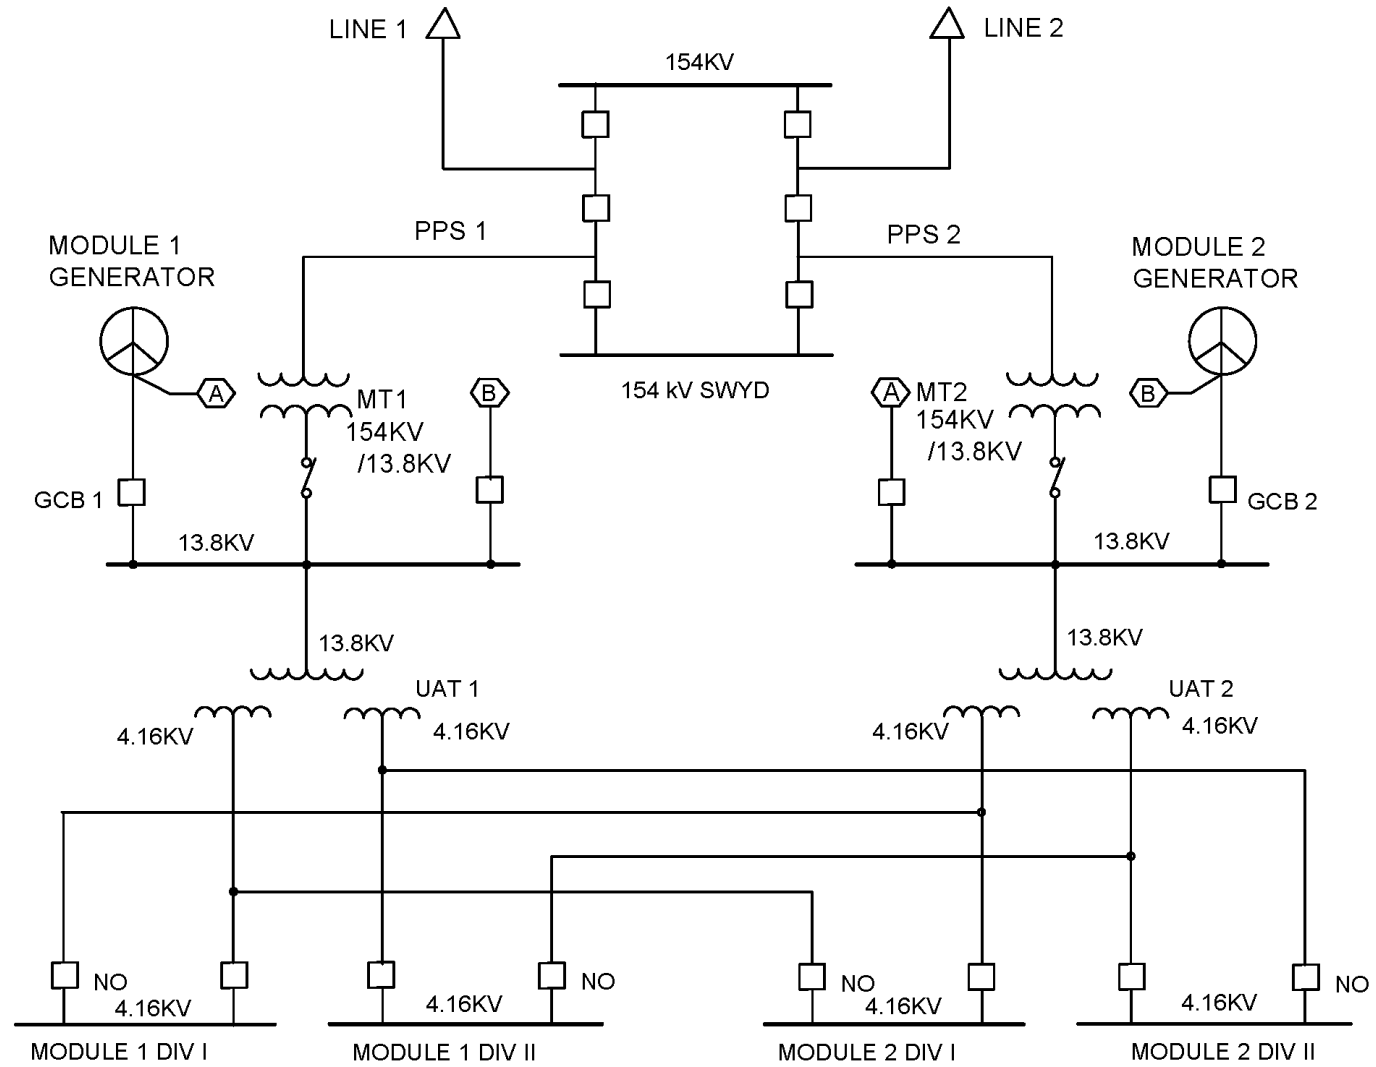 LINE 1
LINE 2
154KV
PPS 1
PPS 2
MODULE 1
GENERATOR
MODULE 2
GENERATOR
A
B
154 kV SWYD
A
B
MT1
154KV
/13.8KV
MT2
154KV
/13.8KV
GCB 1
GCB 2
13.8KV
13.8KV
13.8KV
13.8KV
UAT 1
UAT 2
4.16KV
4.16KV
4.16KV
4.16KV
NO
NO
NO
NO
4.16KV
4.16KV
4.16KV
4.16KV
MODULE 1 DIV I
MODULE 1 DIV II
MODULE 2 DIV I
MODULE 2 DIV II